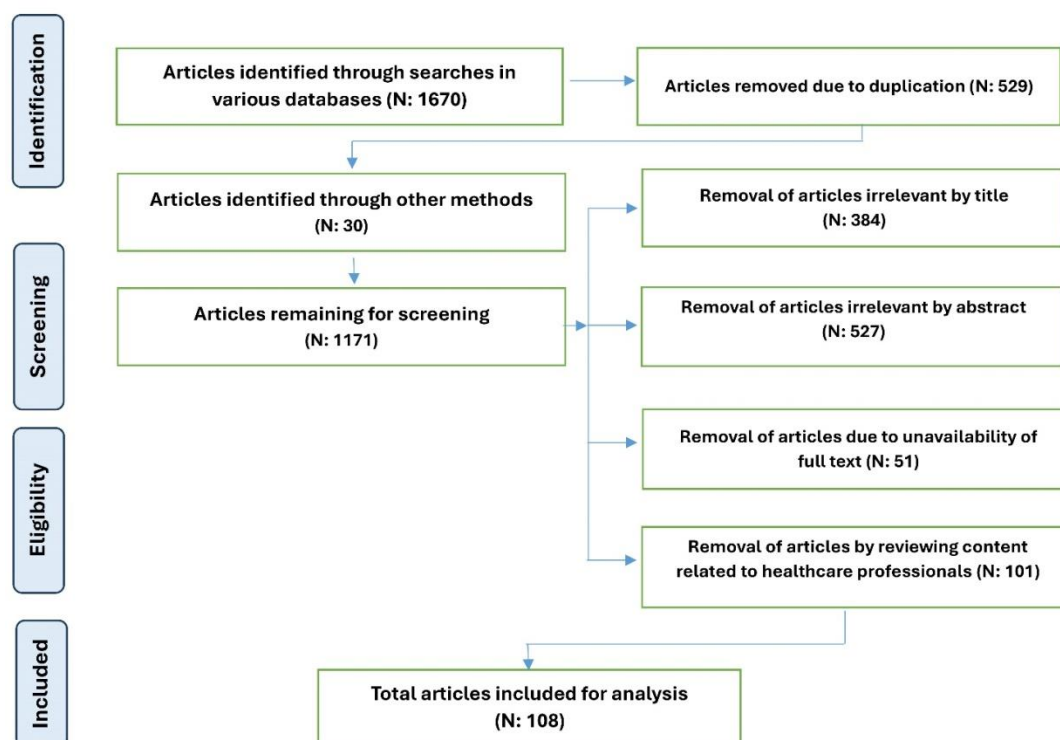 Identification
Articles identified through searches in
various databases (N: 1670)
Articles removed due to duplication (N: 529)
Articles identified through other methods
(N: 30)
Removal of articles irrelevant by title
(N: 384)
Screening
Articles remaining for screening
(N: 1171)
Removal of articles irrelevant by abstract
(N: 527)
Eligibility
Removal of articles due to unavailability of
full text (N: 51)
Removal of articles by reviewing content
related to healthcare professionals (N: 101)
Included
Total articles included for analysis
(N: 108)